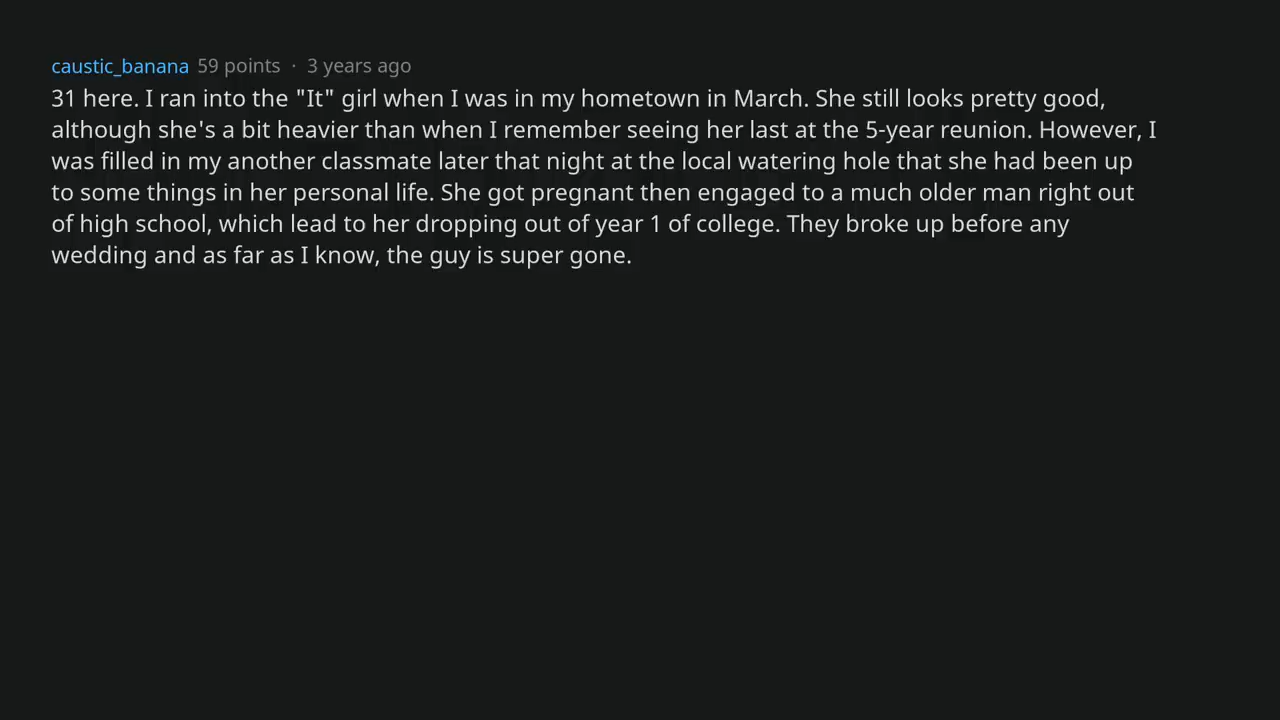 caustic_banana 59 points · 3 years ago
31 here. I ran into the "It" girl when I was in my hometown in March. She still looks pretty good,
although she's a bit heavier than when I remember seeing her last at the 5-year reunion. However, I
was filled in my another classmate later that night at the local watering hole that she had been up
to some things in her personal life. She got pregnant then engaged to a much older man right out
of high school, which lead to her dropping out of year 1 of college. They broke up before any
wedding and as far as I know, the guy is super gone.